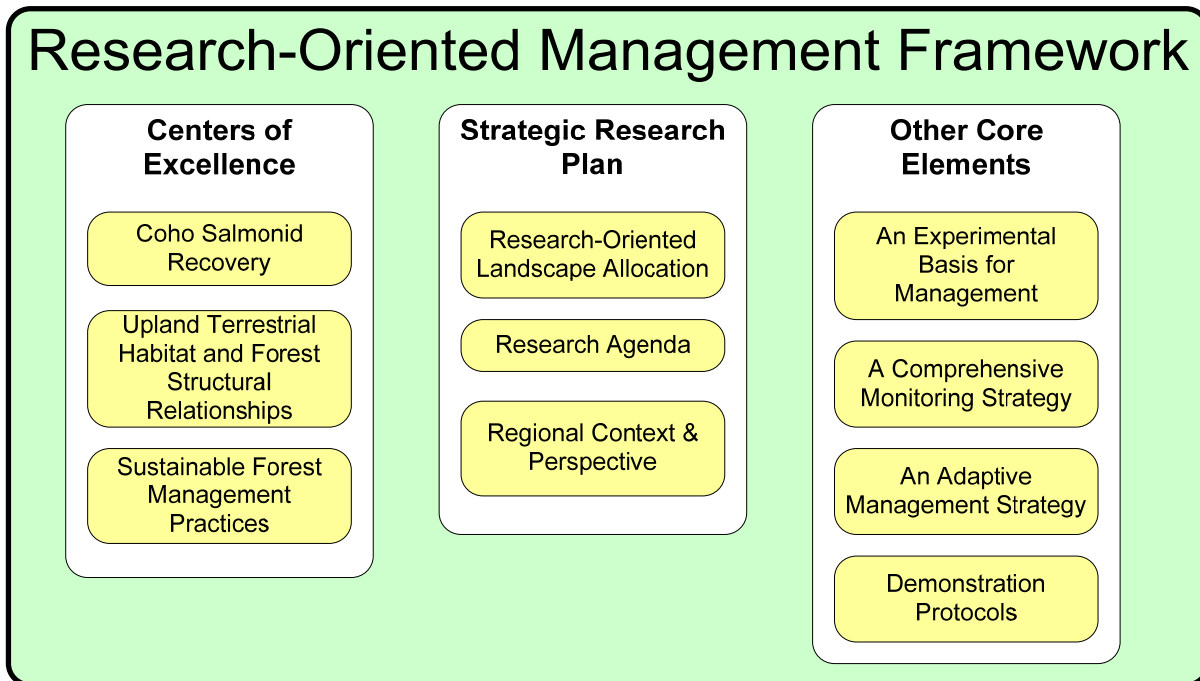 Research-Oriented Management Framework
Centers of
Excellence
Coho Salmonid
Recovery
Upland Terrestrial
Habitat and Forest
Structural
Relationships
Sustainable Forest
Management
Practices
Strategic Research
Plan
Research-Oriented
Landscape Allocation
Research Agenda
Regional Context &
Perspective
Other Core
Elements
An Experimental
Basis for
Management
A Comprehensive
Monitoring Strategy
An Adaptive
Management Strategy
Demonstration
Protocols